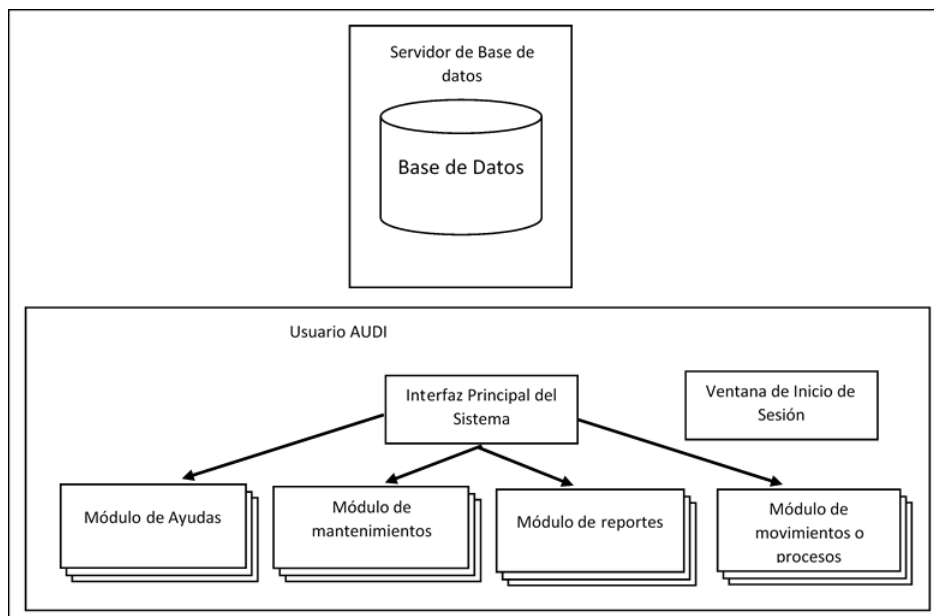 Servidor de Base de
datos
Base de Datos
Usuario AUDI
Interfaz Principal del
Sistema
Ventana de Inicio de
Sesión
Módulo de Ayudas
Módulo de
mantenimientos
Módulo de reportes
Módulo de
movimientos o
procesos